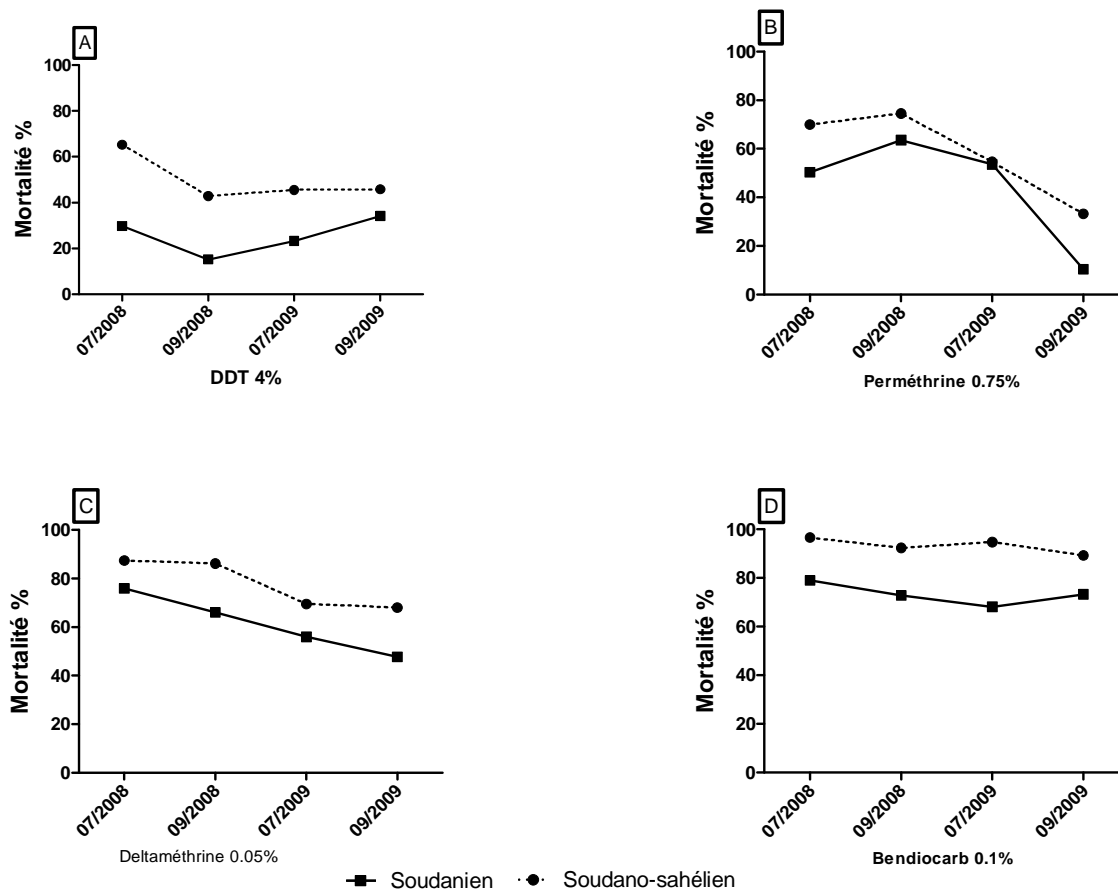 A
Mortalité %
100
80
60
40
20
0
07/2008
09/2008
07/2009
09/2009
DDT 4%
B
Mortalité %
100
80
60
40
20
0
07/2008
09/2008
07/2009
09/2009
Perméthrine 0.75%
C
Mortalité %
100
80
60
40
20
0
07/2008
09/2008
07/2009
09/2009
Deltaméthrine 0.05%
D
Mortalité %
100
80
60
40
20
0
07/2008
09/2008
07/2009
09/2009
Bendiocarb 0.1%
Soudanien
Soudano-sahélien